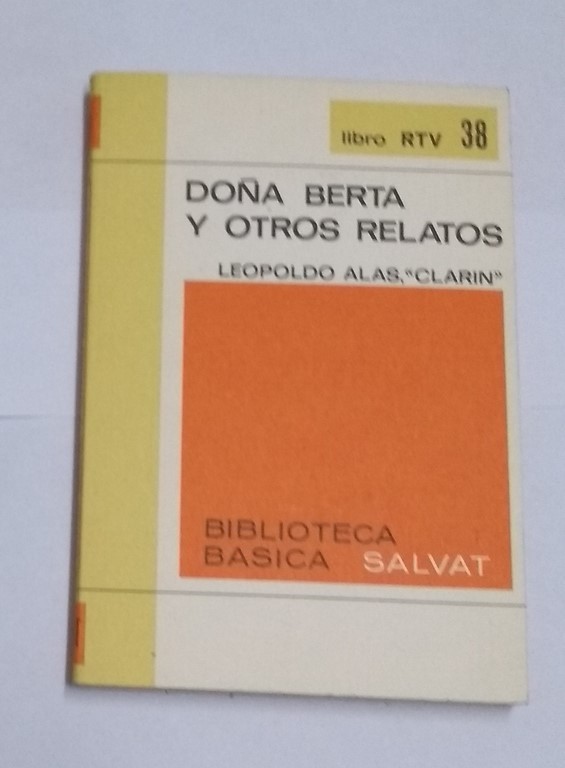 libro RTV 38
DOÑA BERTA
Y OTROS RELATOS
LEOPOLDO ALAS, "CLARIN"
BIBLIOTECA
BASICA SALVAT